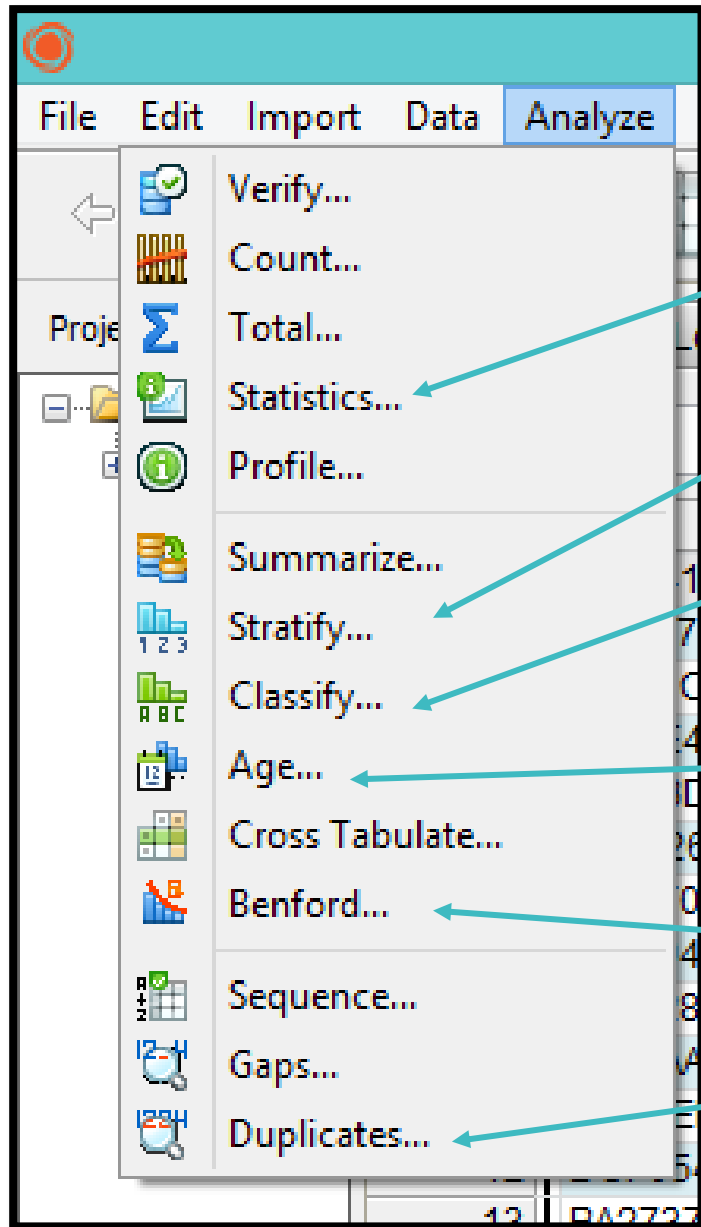 File Edit Import Data Analyze
Verify...
Count...
Total...
Proje
Statistics...
Profile...
Summarize...
Stratify...
Classify...
Age...
Cross Tabulate...
Benford...
Sequence...
Gaps...
Duplicates...